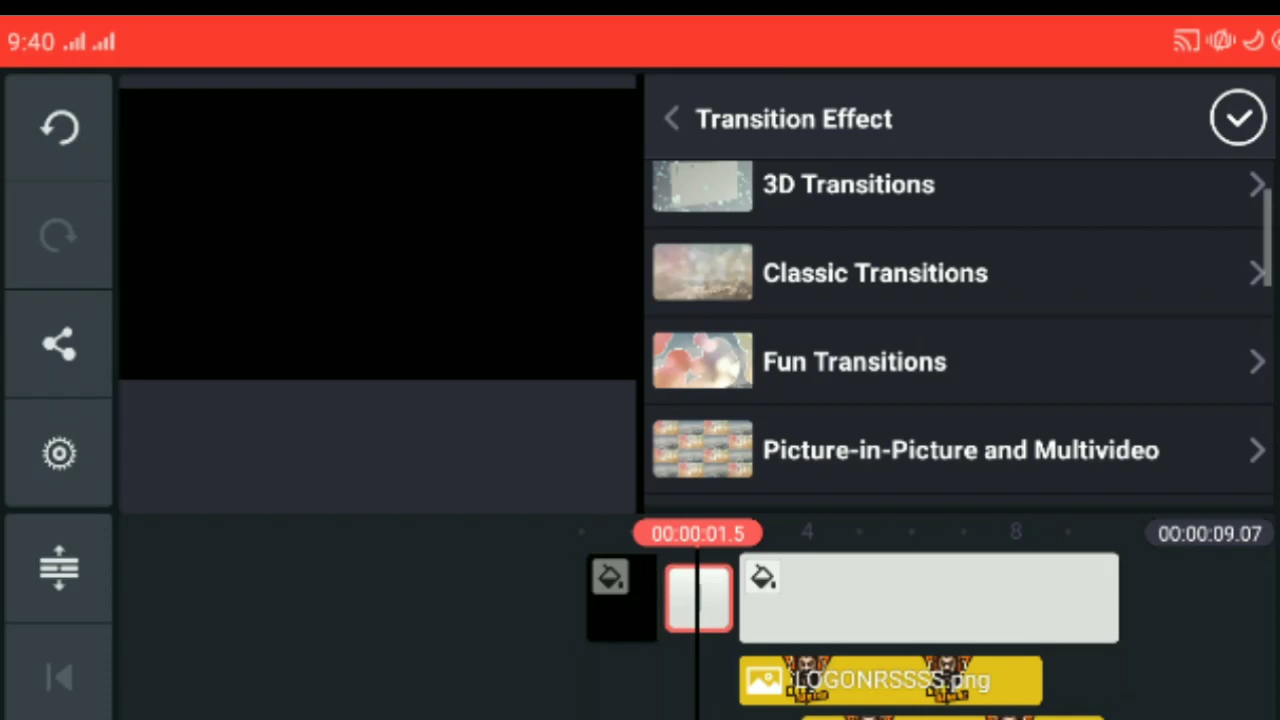 9:40
Transition Effect
3D Transitions
Classic Transitions
Fun Transitions
Picture-in-Picture and Multivideo
00:00:01.5 4 8 00:00:09.07
LOGONRSSSS.png